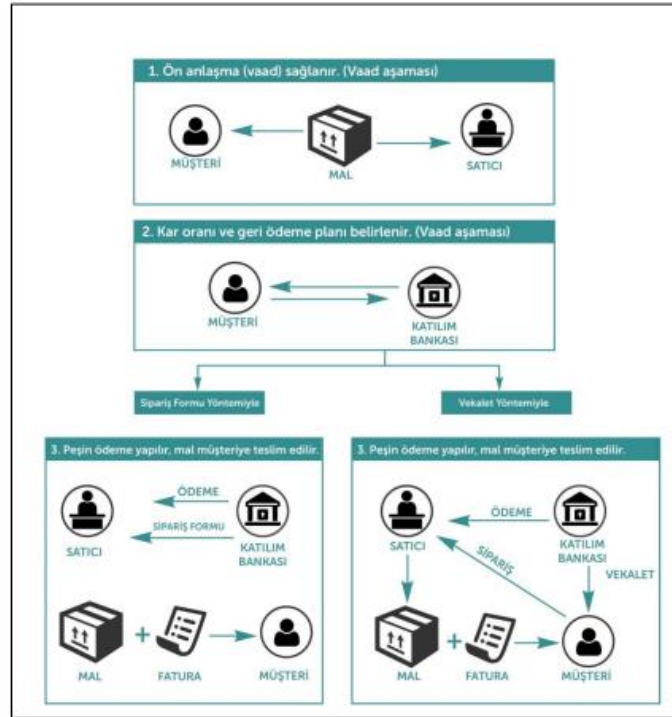 1. Ön anlaşma (vaad) sağlanır. (Vaad aşaması)
MÜŞTERİ
MAL
SATICI
2. Kar oranı ve geri ödeme planı belirlenir. (Vaad aşaması)
MÜŞTERİ
KATILIM
BANKASI
Sipariş Formu Yöntemiyle
Vekalet Yöntemiyle
3. Peşin ödeme yapılır, mal müşteriye teslim edilir.
ÖDEME
SİPARİŞ FORMU
SATICI
KATILIM
BANKASI
MAL
+
FATURA
MÜŞTERİ
3. Peşin ödeme yapılır, mal müşteriye teslim edilir.
ÖDEME
SATICI
KATILIM
BANKASI
SİPARİŞ
VEKALET
MAL
+
FATURA
MÜŞTERİ